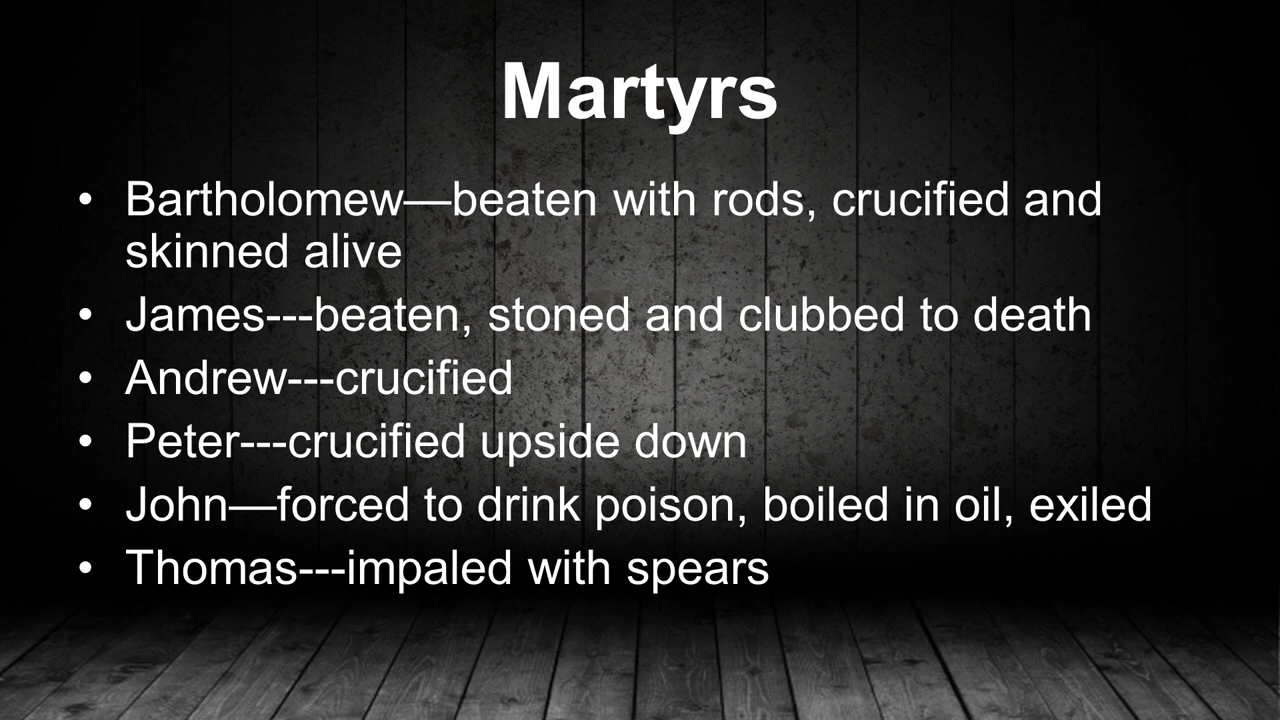 Martyrs
• Bartholomew—beaten with rods, crucified and
skinned alive
• James---beaten, stoned and clubbed to death
• Andrew---crucified
• Peter---crucified upside down
• John—forced to drink poison, boiled in oil, exiled
• Thomas---impaled with spears